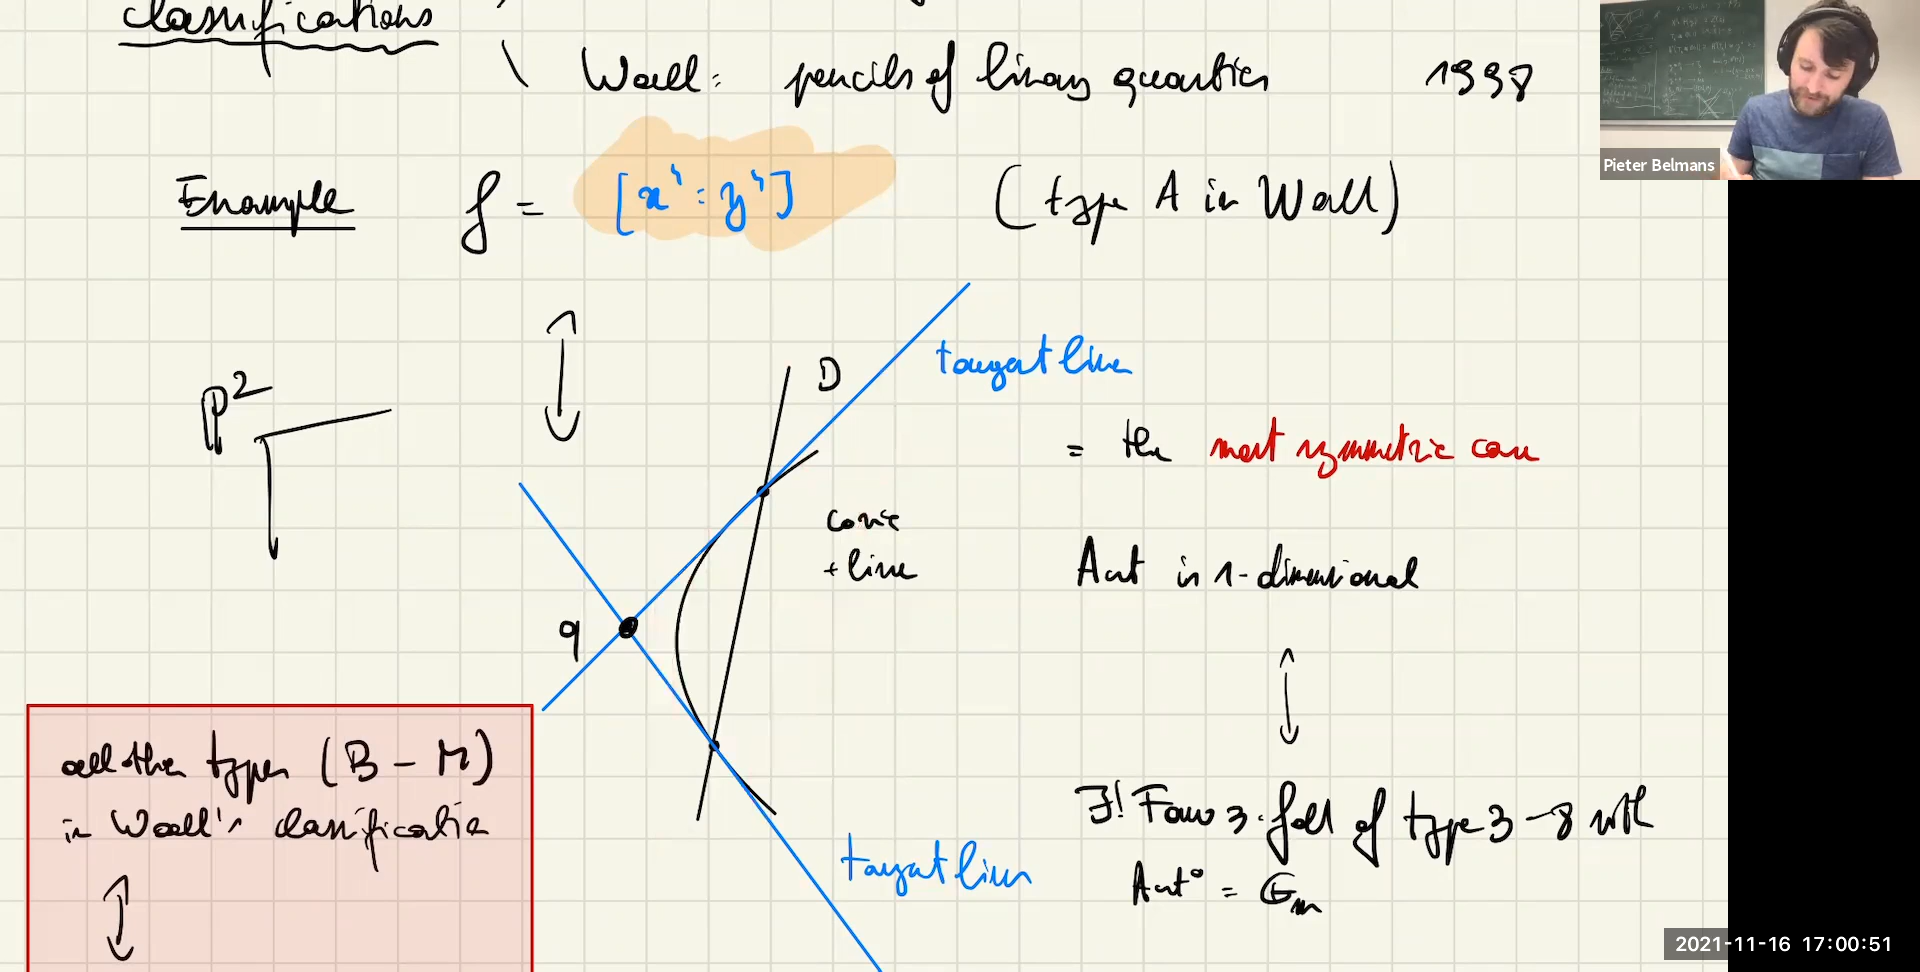 classifications
Wall: pencils of binary quartics 1998
Example f = [x⁴ : y⁴] (type A in Wall)
Pieter Belmans
tangent line
D
P²
= the most symmetric case
conic
+ line
Aut is 1-dimensional
q
all other types (B – M)
in Wall's classification
∃! Fano 3-fold of type 3–8 with
Aut° = G_m
tangent line
2021-11-16 17:00:51